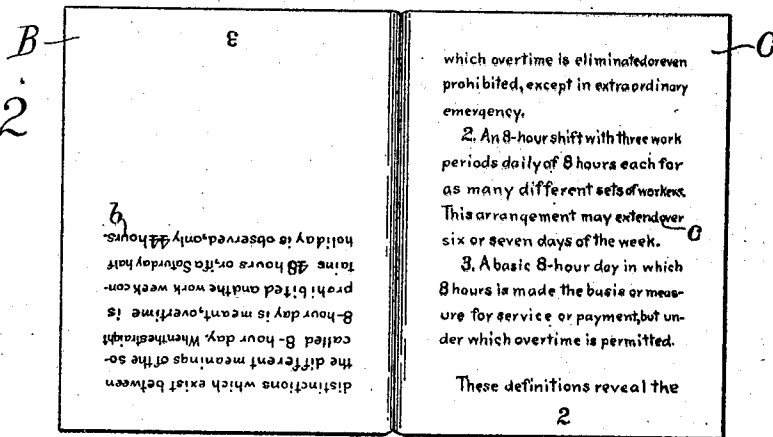 B
2
which overtime is eliminated or even
prohibited, except in extraordinary
emergency.
2. An 8-hour shift with three work
periods daily of 8 hours each for
as many different sets of workers.
This arrangement may extend over
six or seven days of the week.
3. A basic 8-hour day in which
8 hours is made the basis or meas-
ure for service or payment, but un-
der which overtime is permitted.
These definitions reveal the
2
distinctions which exist between
the different meanings of the so-
called 8-hour day. When the straight
8-hour day is meant, overtime is
prohibited and the work week con-
tains 48 hours or, if a Saturday half
holiday is observed, only, 44 hours.
b
3